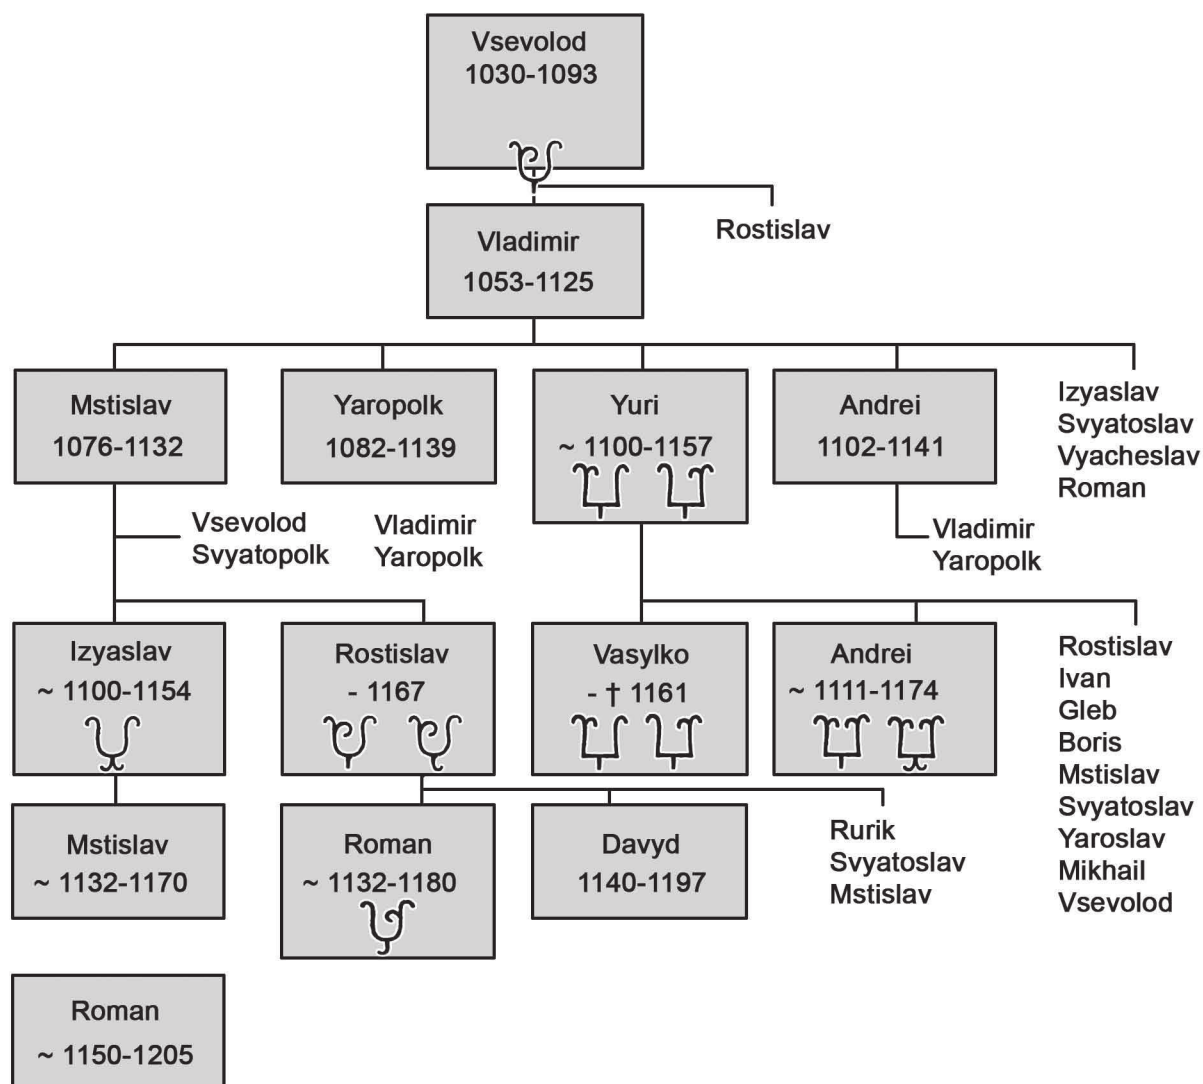 Vsevolod
1030-1093
Rostislav
Vladimir
1053-1125
Mstislav
1076-1132
Yaropolk
1082-1139
Yuri
~ 1100-1157
Andrei
1102-1141
Izyaslav
Svyatoslav
Vyacheslav
Roman
Vsevolod
Svyatopolk
Vladimir
Yaropolk
Vladimir
Yaropolk
Izyaslav
~ 1100-1154
Rostislav
- 1167
Vasylko
- † 1161
Andrei
~ 1111-1174
Rostislav
Ivan
Gleb
Boris
Mstislav
Svyatoslav
Yaroslav
Mikhail
Vsevolod
Mstislav
~ 1132-1170
Roman
~ 1132-1180
Davyd
1140-1197
Rurik
Svyatoslav
Mstislav
Roman
~ 1150-1205